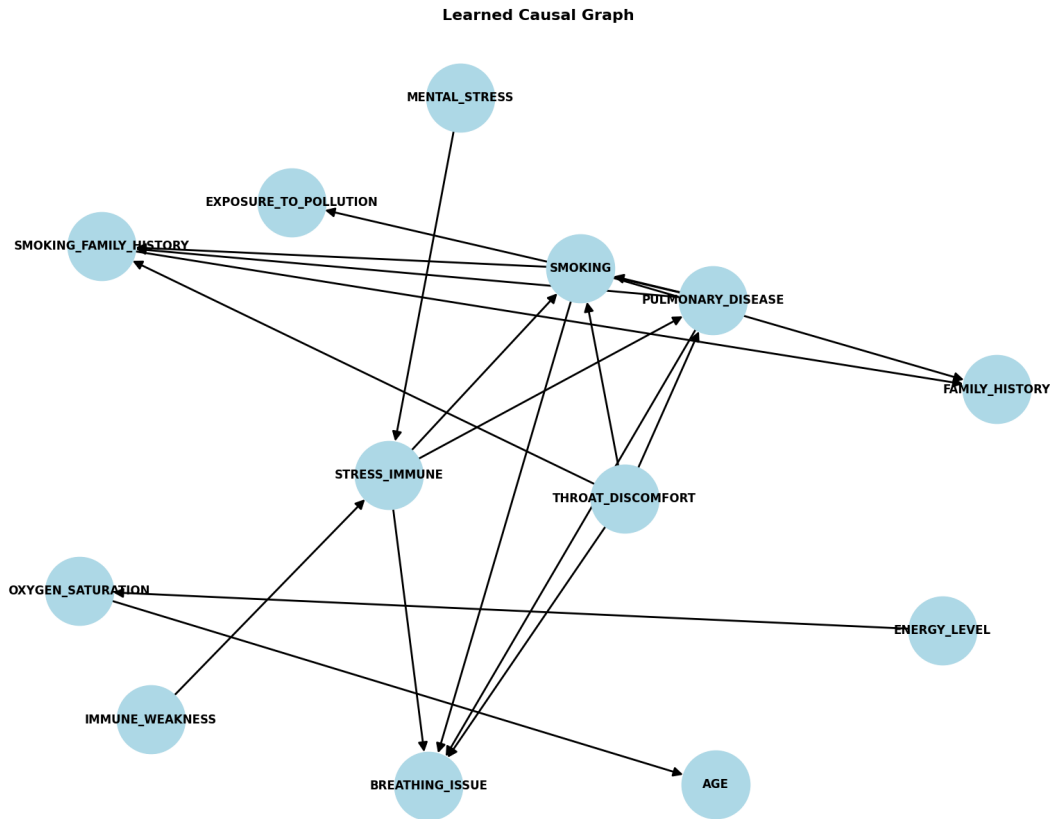 Learned Causal Graph
MENTAL_STRESS
EXPOSURE_TO_POLLUTION
SMOKING_FAMILY_HISTORY
SMOKING
PULMONARY_DISEASE
FAMILY_HISTORY
STRESS_IMMUNE
THROAT_DISCOMFORT
OXYGEN_SATURATION
ENERGY_LEVEL
IMMUNE_WEAKNESS
BREATHING_ISSUE
AGE